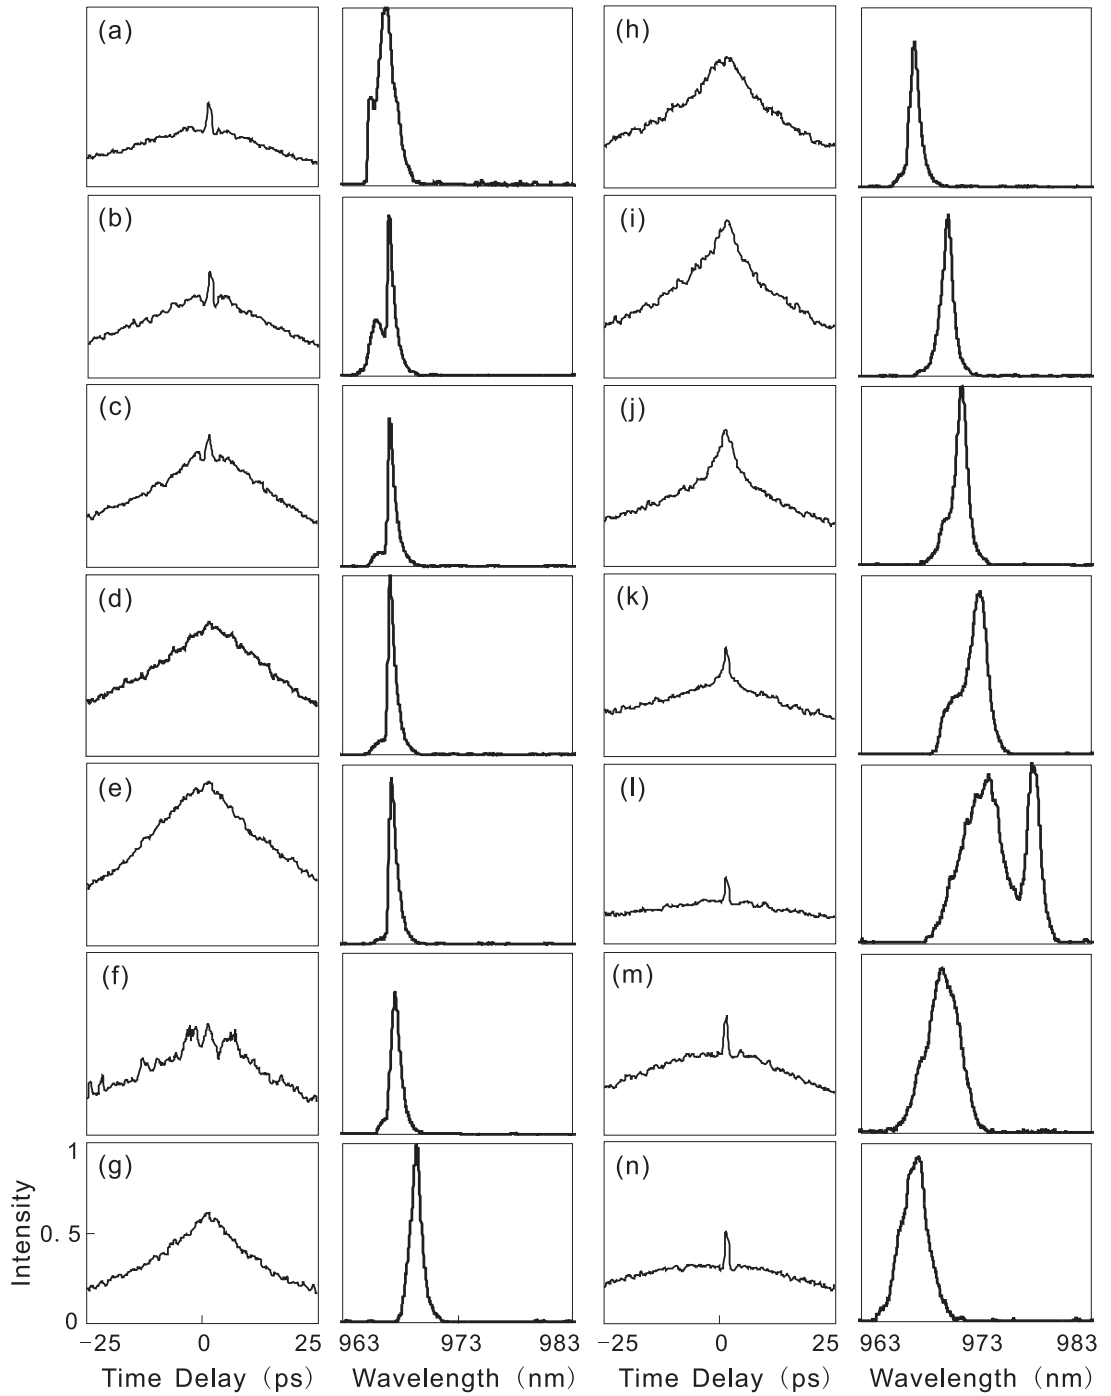 (a)
(h)
(b)
(i)
(c)
(j)
(d)
(k)
(e)
(l)
(f)
(m)
(g)
(n)
1
0.5
0
Intensity
-25 0 25 963 973 983 -25 0 25 963 973 983
Time Delay (ps) Wavelength (nm) Time Delay (ps) Wavelength (nm)